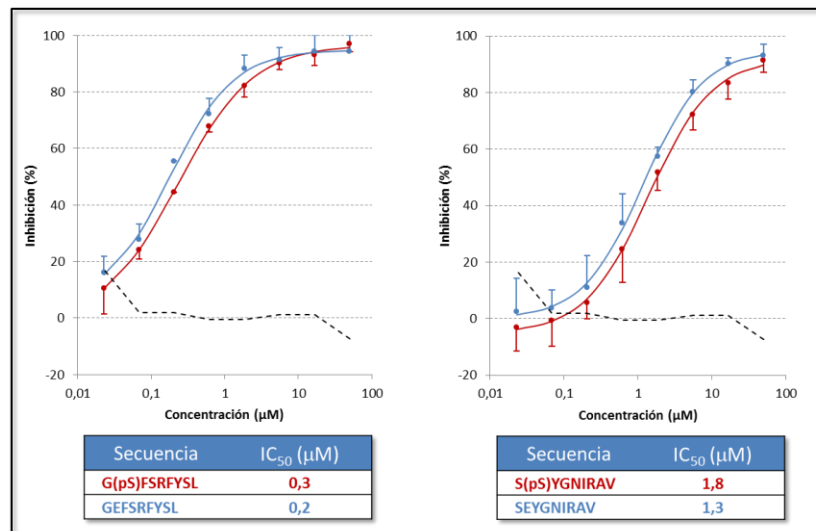 Inhibición (%)
100
80
60
40
20
0
-20
0,01
0,1
1
10
100
Concentración (µM)
Secuencia IC50 (µM)
G(pS)FSRFYSL 0,3
GEFSRFYSL 0,2
Inhibición (%)
100
80
60
40
20
0
-20
0,01
0,1
1
10
100
Concentración (µM)
Secuencia IC50 (µM)
S(pS)YGNIRAV 1,8
SEYGNIRAV 1,3